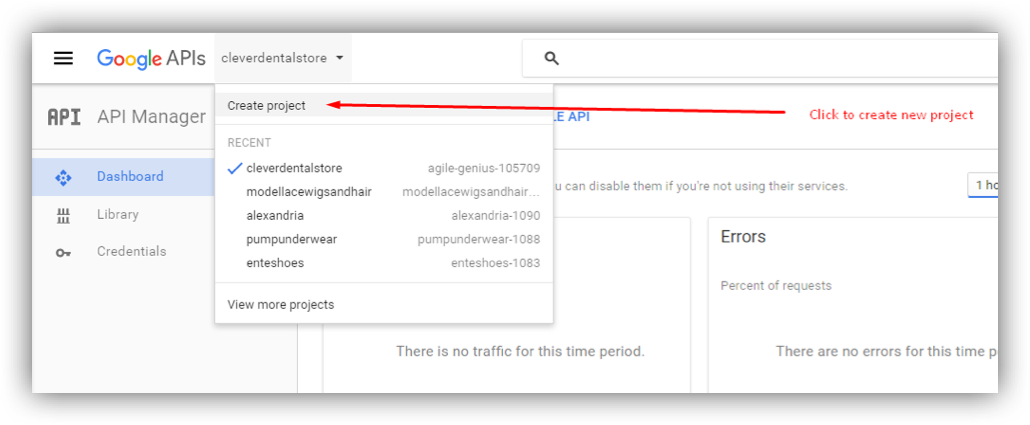 Google APIs cleverdentalstore
Create project
API API Manager LE API Click to create new project
RECENT
cleverdentalstore agile-genius-105709
Dashboard
modellacewigsandhair modellacewigsandhair...
u can disable them if you're not using their services. 1 ho
Library
alexandria alexandria-1090
pumpunderwear pumpunderwear-1088
Errors
Credentials
enteshoes enteshoes-1083
Percent of requests
View more projects
There is no traffic for this time period. There are no errors for this time p